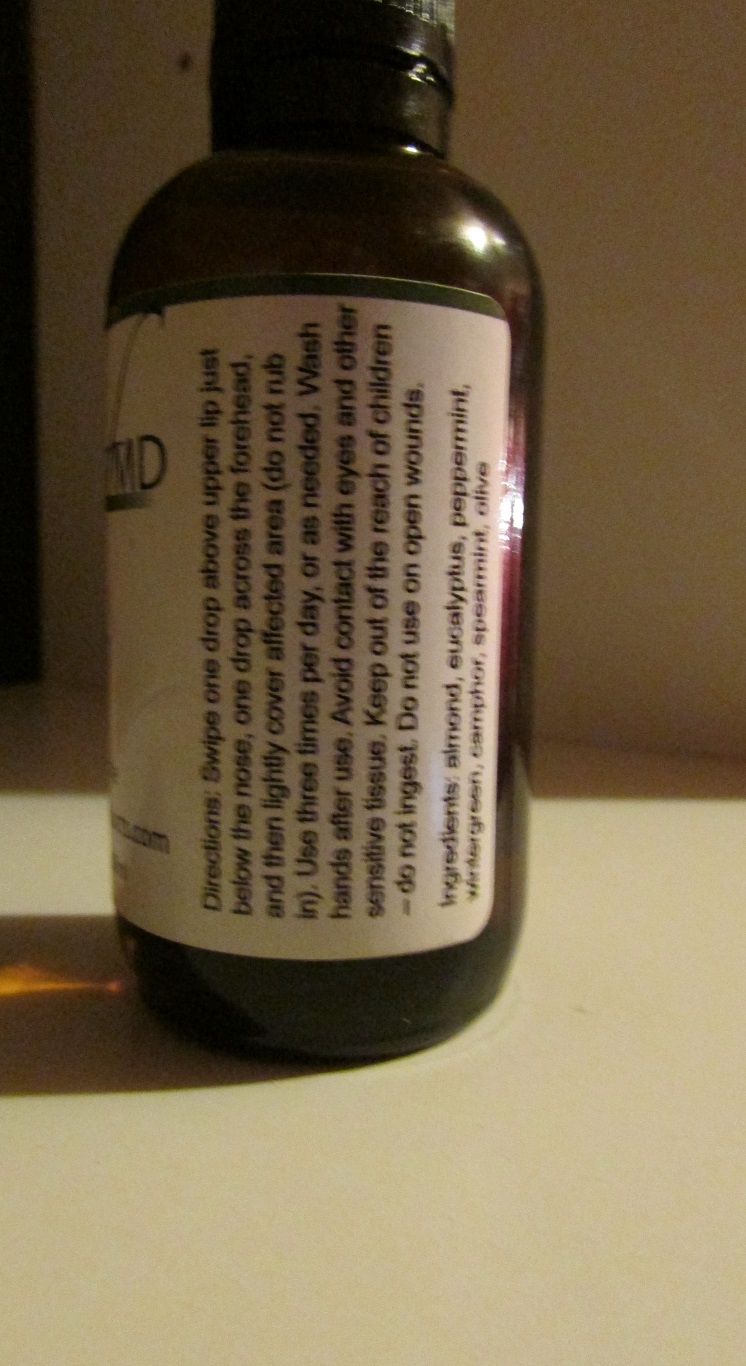 MD
.com
Directions: Swipe one drop above upper lip just
below the nose, one drop across the forehead,
and then lightly cover affected area (do not rub
in). Use three times per day, or as needed. Wash
hands after use. Avoid contact with eyes and other
sensitive tissue. Keep out of the reach of children
– do not ingest. Do not use on open wounds.
Ingredients: almond, eucalyptus, peppermint,
wintergreen, camphor, spearmint, olive